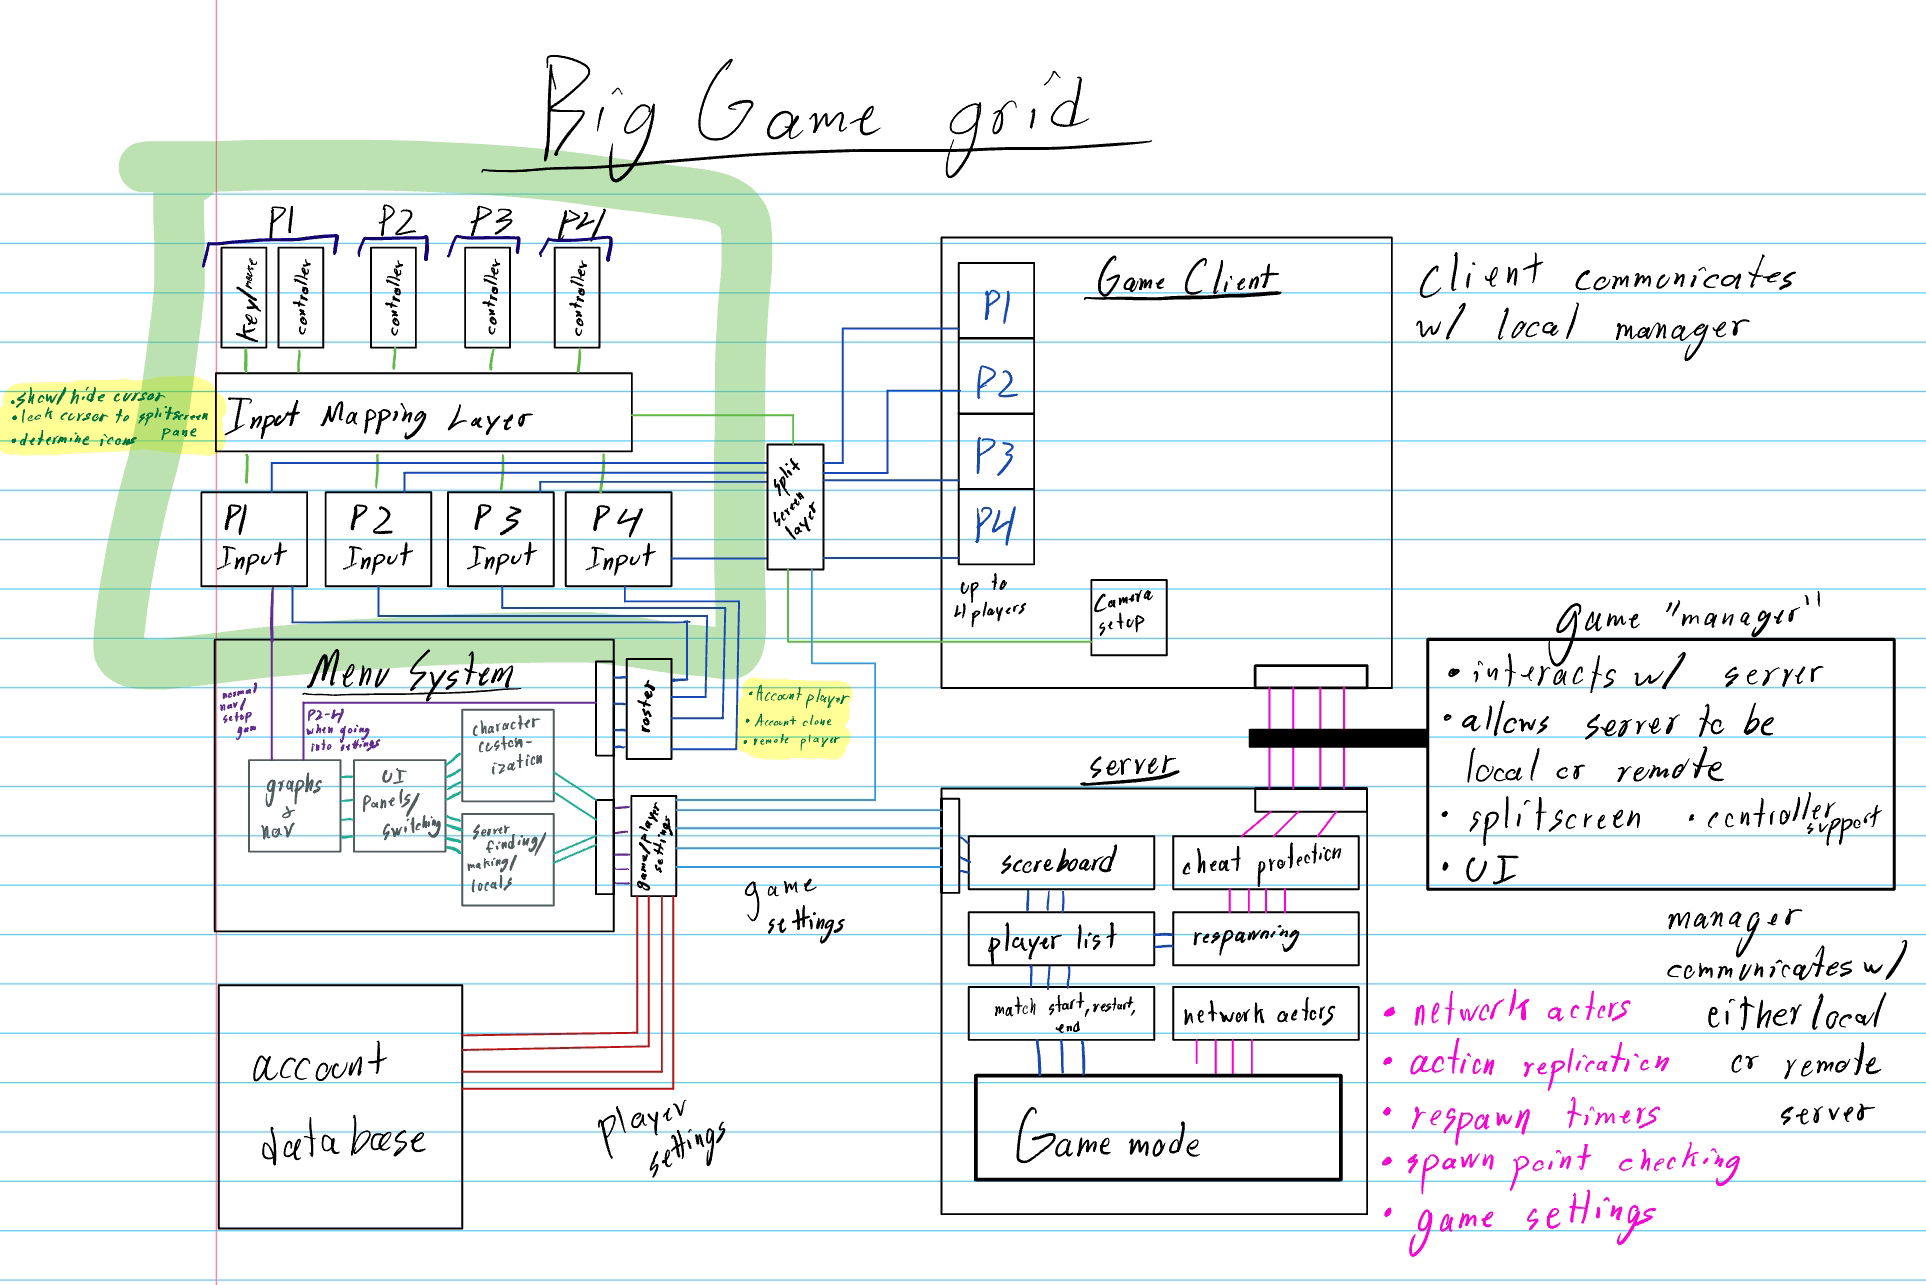 Big Game grid
P1
P2
P3
P4
key/mouse
controller
controller
controller
controller
• show/hide cursor
• lock cursor to splitscreen
pane
• determine icons
Input Mapping Layer
P1
Input
P2
Input
P3
Input
P4
Input
split
screen
layer
Game Client
P1
P2
P3
P4
up to
4 players
Camera
setup
Client communicates
w/ local manager
game "manager"
• interacts w/ server
• allows server to be
local or remote
• splitscreen
• controller
support
• UI
manager
communicates w/
either local
or remote
server
Menu System
normal
nav/
setup
gam
P2-4
when going
into settings
graphs
&
nav
UI
panels/
switching
character
custom-
ization
server
finding/
making/
locals
roster
• Account player
• Account clone
• remote player
game/player
settings
game
settings
account
database
player
settings
server
scoreboard
cheat protection
player list
respawning
match start, restart,
end
network actors
Game mode
• network actors
• action replication
• respawn timers
• spawn point checking
• game settings